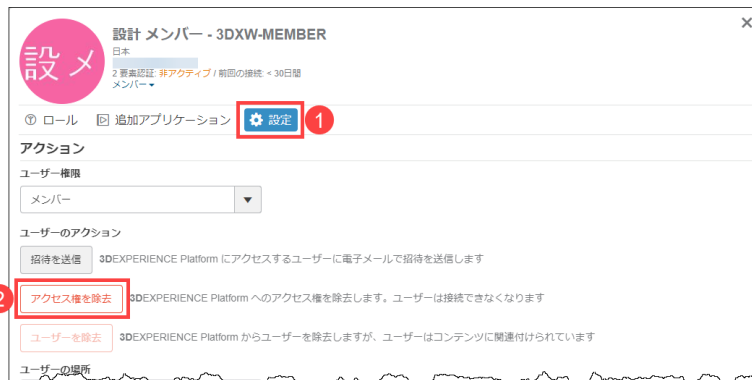 設計 メンバー - 3DXW-MEMBER
×
設 メ
日本
2 要素認証: 非アクティブ / 前回の接続: < 30日間
メンバー
ロール 追加アプリケーション 設定 1
アクション
ユーザー権限
メンバー
ユーザーのアクション
招待を送信 3DEXPERIENCE Platform にアクセスするユーザーに電子メールで招待を送信します
2 アクセス権を除去 3DEXPERIENCE Platform へのアクセス権を除去します。ユーザーは接続できなくなります
ユーザーを除去 3DEXPERIENCE Platform からユーザーを除去しますが、ユーザーはコンテンツに関連付けられています
ユーザーの場所